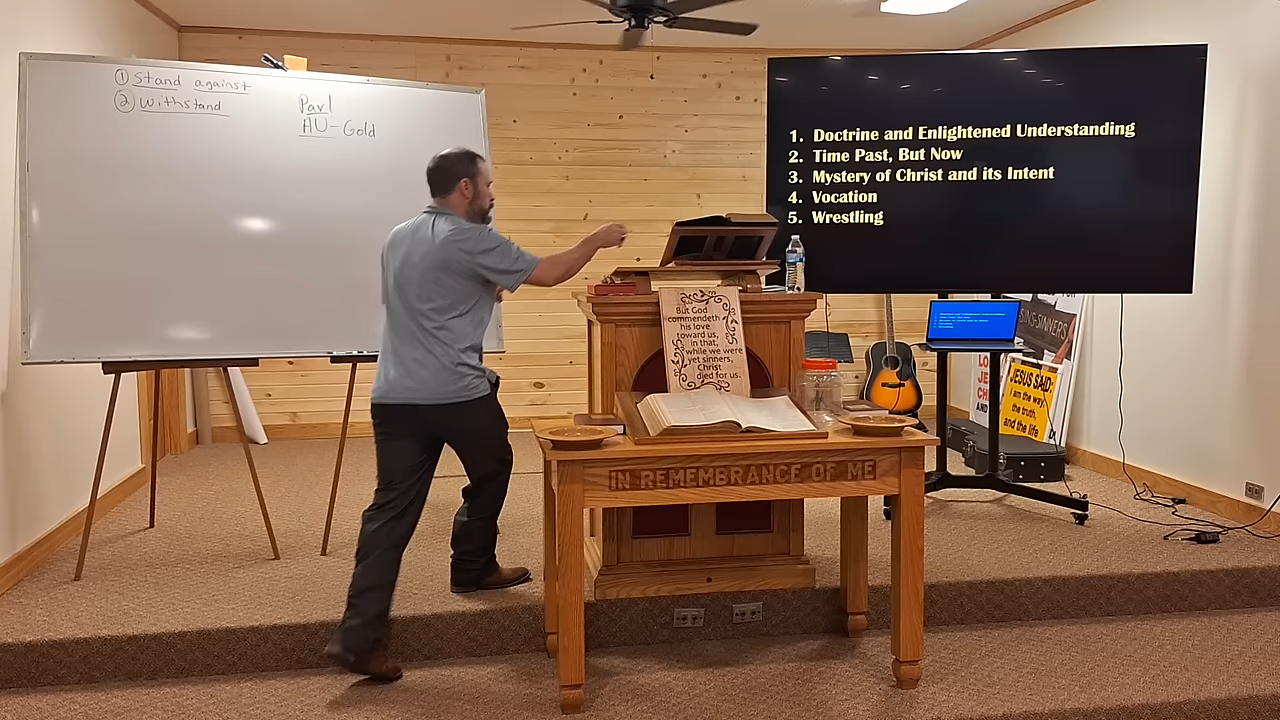 ① Stand against
② Withstand
Paul
AU-Gold
1. Doctrine and Enlightened Understanding
2. Time Past, But Now
3. Mystery of Christ and its Intent
4. Vocation
5. Wrestling
But God
commendeth
his love
toward us,
in that,
while we were
yet sinners,
Christ
died for us.
IN REMEMBRANCE OF ME
SINS SINNERS
JESUS SAID:
I am the way,
the truth,
and the life